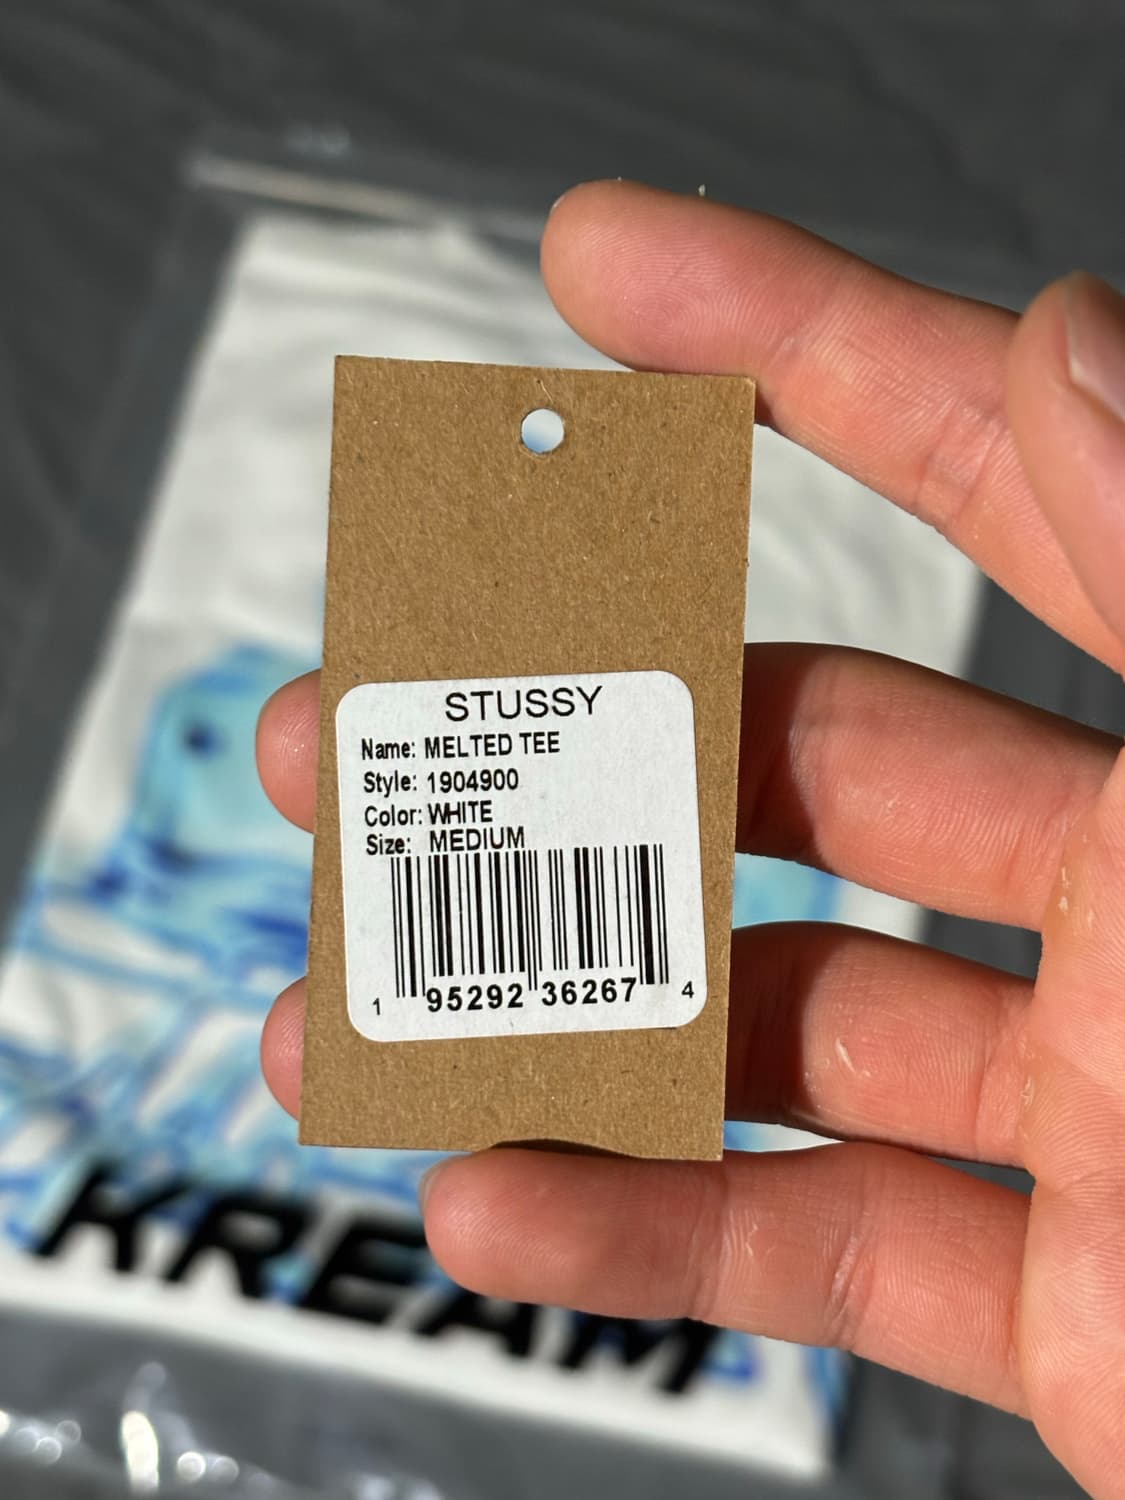 STUSSY
Name: MELTED TEE
Style: 1904900
Color: WHITE
Size: MEDIUM
1 95292 36267 4
KREAM